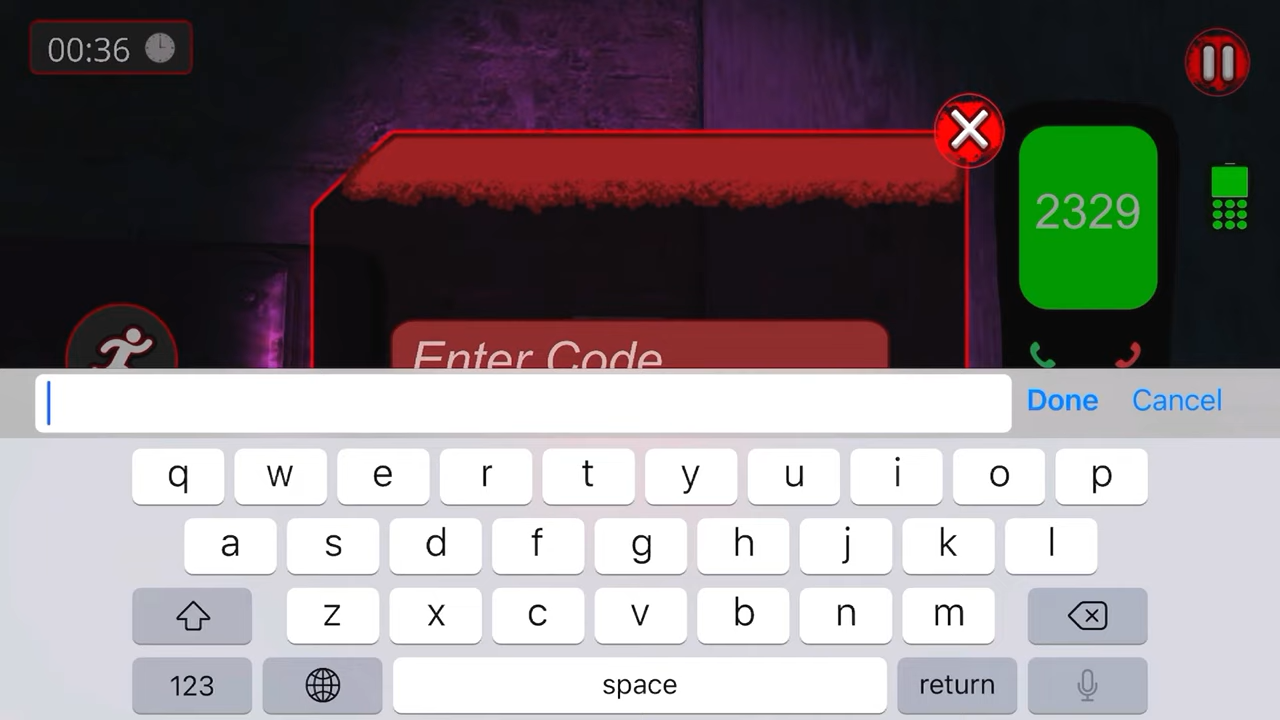 00:36
2329
Enter Code
Done
Cancel
q w e r t y u i o p
a s d f g h j k l
z x c v b n m
123
space
return